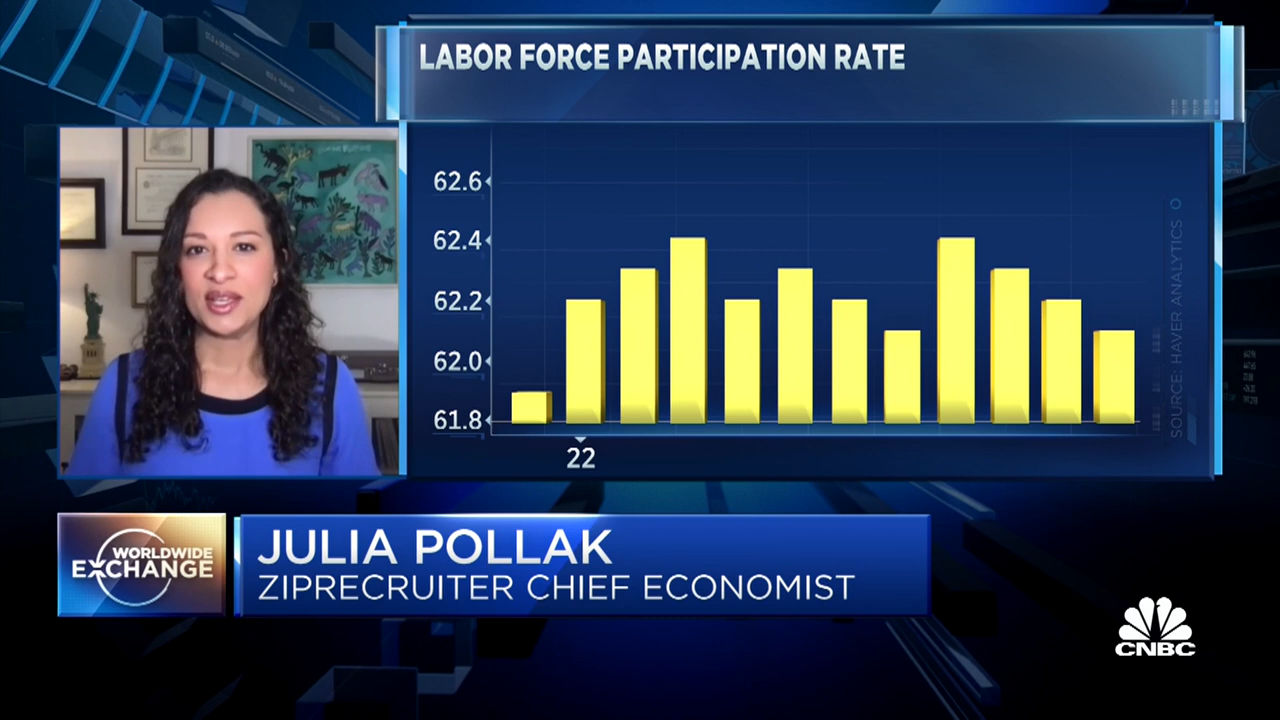 LABOR FORCE PARTICIPATION RATE
62.6
62.4
62.2
62.0
61.8
22
SOURCE: HAVER ANALYTICS
JULIA POLLAK
ZIPRECRUITER CHIEF ECONOMIST
WORLDWIDE
EXCHANGE
CNBC